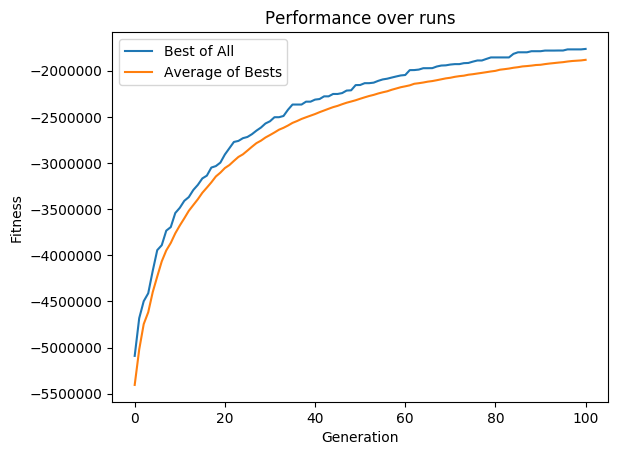 Performance over runs
Best of All
Average of Bests
−2000000
−2500000
−3000000
−3500000
−4000000
−4500000
−5000000
−5500000
Fitness
0 20 40 60 80 100
Generation